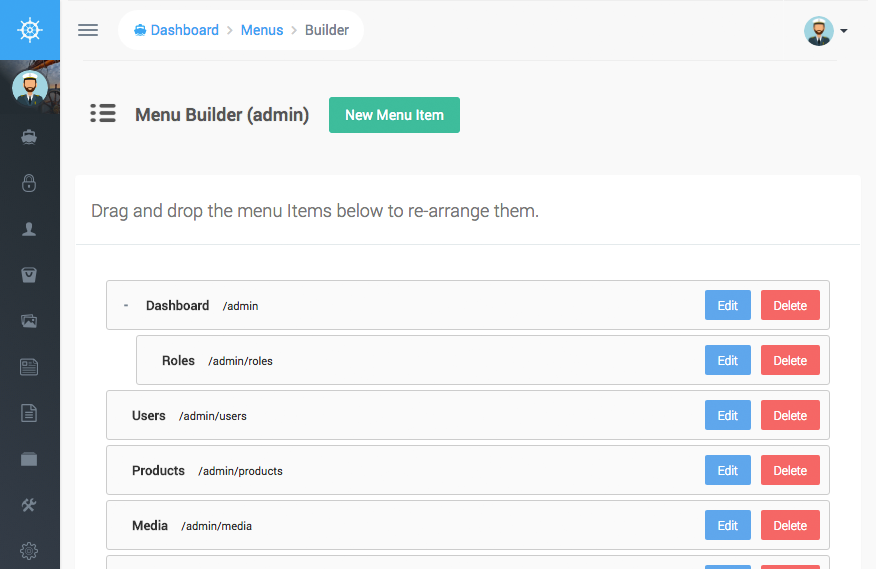 Dashboard > Menus > Builder
Menu Builder (admin) New Menu Item
Drag and drop the menu Items below to re-arrange them.
- Dashboard /admin Edit Delete
Roles /admin/roles Edit Delete
Users /admin/users Edit Delete
Products /admin/products Edit Delete
Media /admin/media Edit Delete